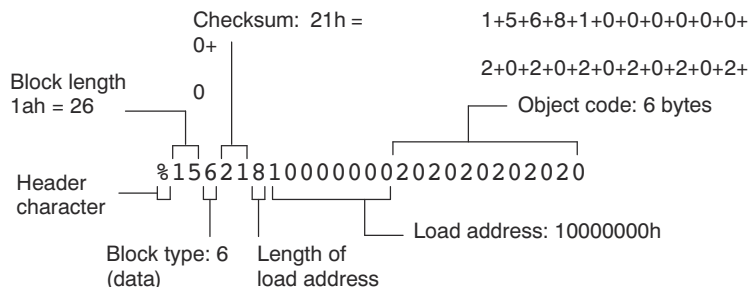 Checksum: 21h = 1+5+6+8+1+0+0+0+0+0+0+
0+ 2+0+2+0+2+0+2+0+2+0+2+
0
Block length
1ah = 26
Object code: 6 bytes
%1562181000000020202020202020
Header
character
Load address: 10000000h
Block type: 6
(data)
Length of
load address